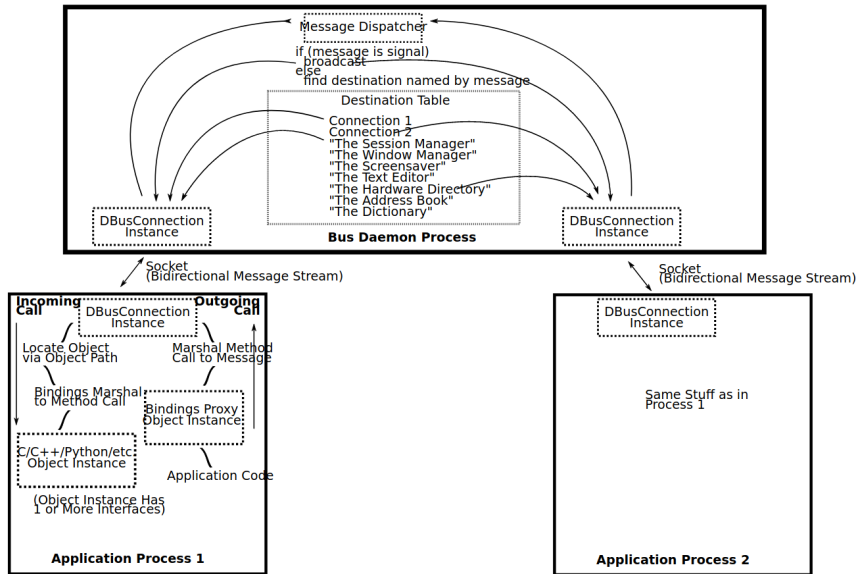 Message Dispatcher
if (message is signal)
broadcast
else
find destination named by message
Destination Table
Connection 1
Connection 2
"The Session Manager"
"The Window Manager"
"The Screensaver"
"The Text Editor"
"The Hardware Directory"
"The Address Book"
"The Dictionary"
DBusConnection
Instance
DBusConnection
Instance
Bus Daemon Process
Socket
(Bidirectional Message Stream)
Socket
(Bidirectional Message Stream)
Incoming
Call
DBusConnection
Instance
Outgoing
Call
Locate Object
via Object Path
Marshal Method
Call to Message
Bindings Marshal
to Method Call
Bindings Proxy
Object Instance
C/C++/Python/etc.
Object Instance
Application Code
(Object Instance Has
1 or More Interfaces)
Application Process 1
DBusConnection
Instance
Same Stuff as in
Process 1
Application Process 2